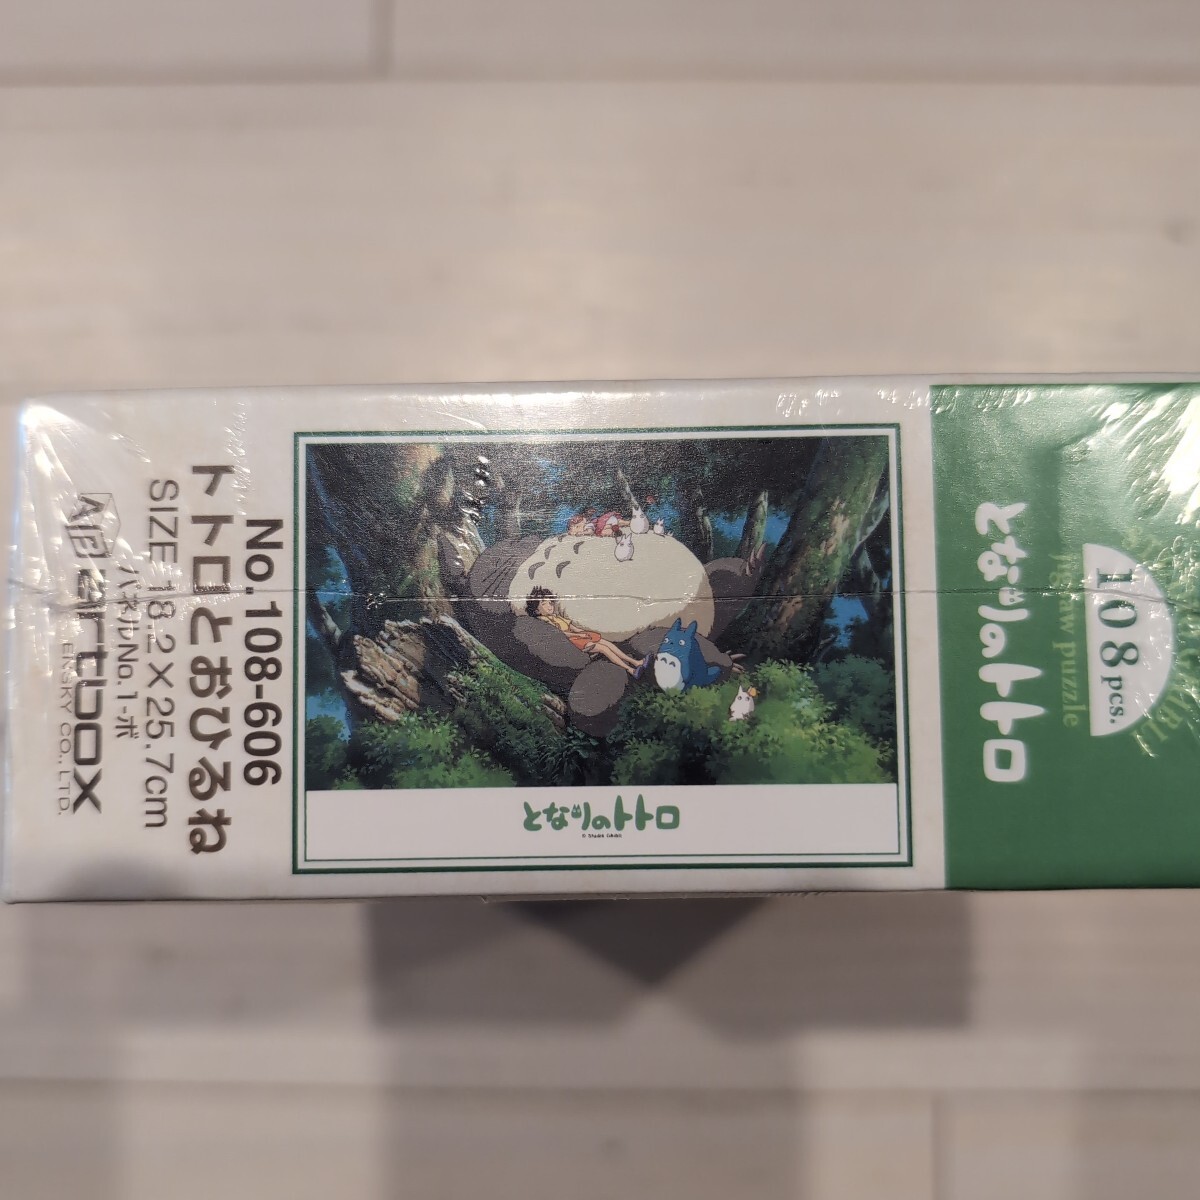 108pcs.
jigsaw puzzle
となりのトトロ
となりのトトロ
© Studio Ghibli
No.108-606
トトロとおひるね
SIZE 18.2×25.7cm
パネルNo.1-ボ
artbox
ENSKY CO., LTD.